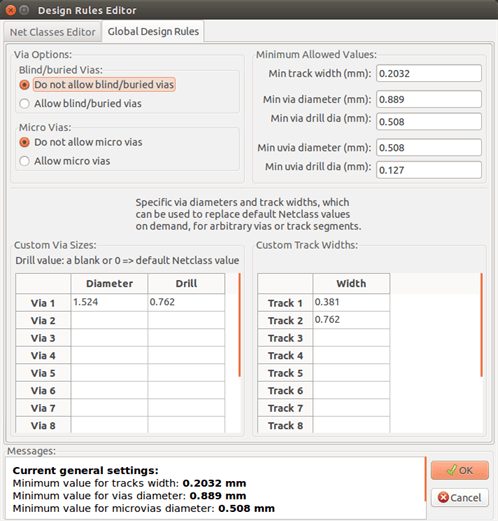 Design Rules Editor
Net Classes Editor Global Design Rules
Via Options:
Blind/buried Vias:
Do not allow blind/buried vias
Allow blind/buried vias
Micro Vias:
Do not allow micro vias
Allow micro vias
Minimum Allowed Values:
Min track width (mm): 0.2032
Min via diameter (mm): 0.889
Min via drill dia (mm): 0.508
Min uvia diameter (mm): 0.508
Min uvia drill dia (mm): 0.127
Specific via diameters and track widths, which
can be used to replace default Netclass values
on demand, for arbitrary vias or track segments.
Custom Via Sizes:
Drill value: a blank or 0 => default Netclass value
Diameter Drill
Via 1 1.524 0.762
Via 2
Via 3
Via 4
Via 5
Via 6
Via 7
Via 8
Custom Track Widths:
Width
Track 1 0.381
Track 2 0.762
Track 3
Track 4
Track 5
Track 6
Track 7
Track 8
Messages:
Current general settings:
Minimum value for tracks width: 0.2032 mm
Minimum value for vias diameter: 0.889 mm
Minimum value for microvias diameter: 0.508 mm
OK
Cancel